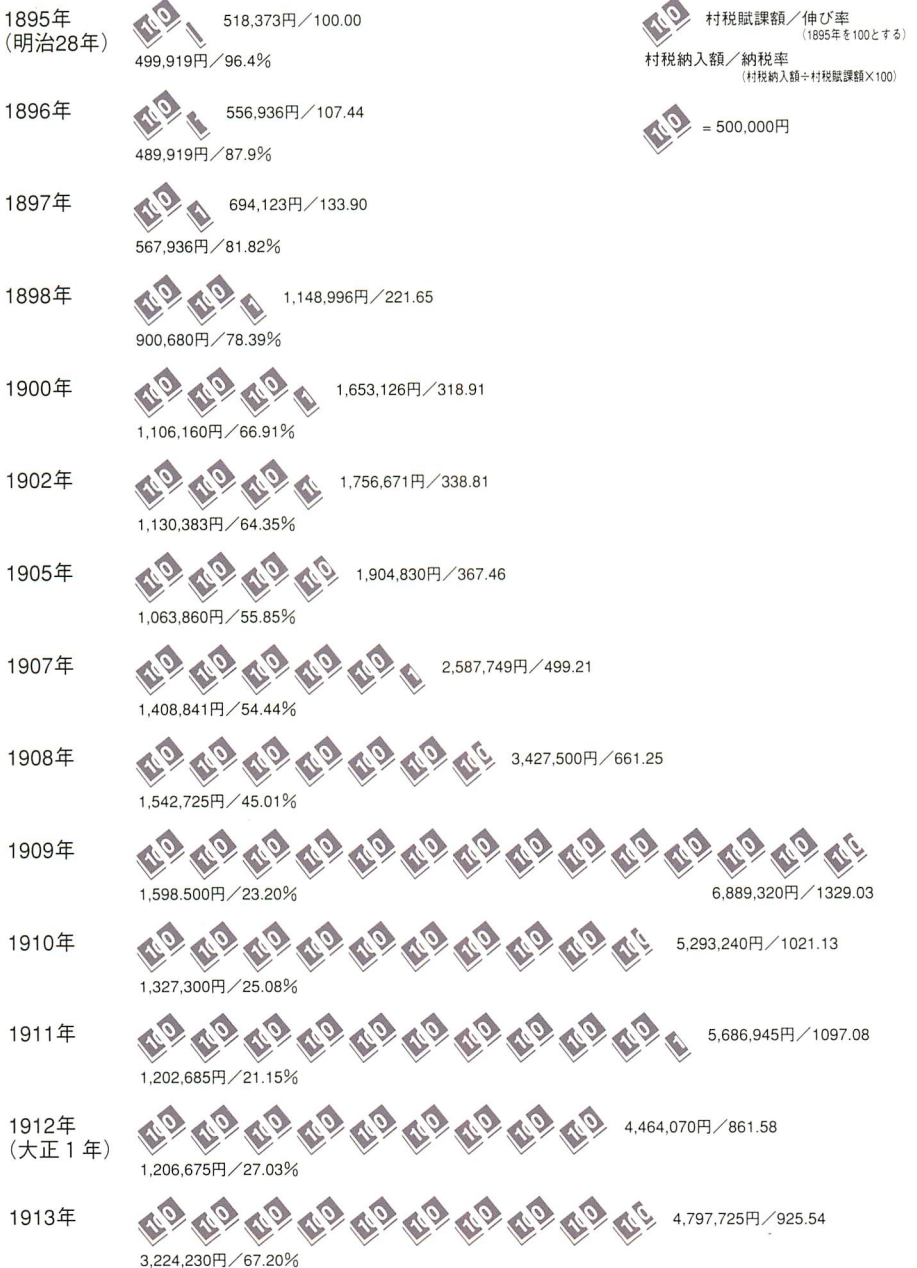 1895年
(明治28年)
518,373円／100.00
499,919円／96.4%
100 村税賦課額／伸び率
(1895年を100とする)
村税納入額／納税率
(村税納入額÷村税賦課額×100)
100 = 500,000円
1896年
556,936円／107.44
489,919円／87.9%
1897年
694,123円／133.90
567,936円／81.82%
1898年
1,148,996円／221.65
900,680円／78.39%
1900年
1,653,126円／318.91
1,106,160円／66.91%
1902年
1,756,671円／338.81
1,130,383円／64.35%
1905年
1,904,830円／367.46
1,063,860円／55.85%
1907年
2,587,749円／499.21
1,408,841円／54.44%
1908年
3,427,500円／661.25
1,542,725円／45.01%
1909年
1,598.500円／23.20%
6,889,320円／1329.03
1910年
5,293,240円／1021.13
1,327,300円／25.08%
1911年
5,686,945円／1097.08
1,202,685円／21.15%
1912年
(大正1年)
4,464,070円／861.58
1,206,675円／27.03%
1913年
4,797,725円／925.54
3,224,230円／67.20%